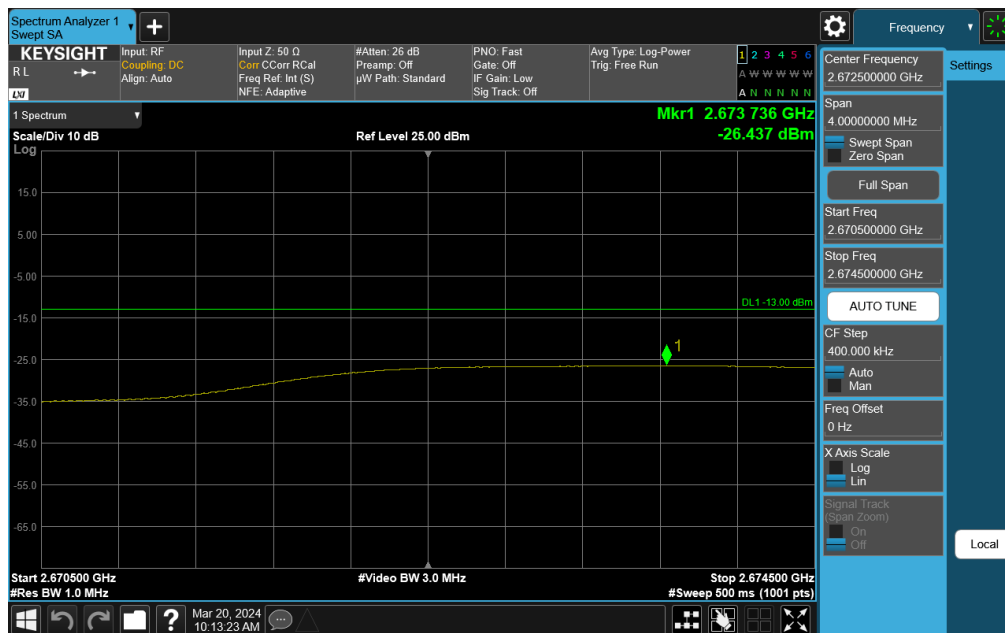 Spectrum Analyzer 1
Swept SA
Frequency
KEYSIGHT
R L
LXI
Input: RF
Coupling: DC
Align: Auto
Input Z: 50 Ω
Corr CCorr RCal
Freq Ref: Int (S)
NFE: Adaptive
#Atten: 26 dB
Preamp: Off
µW Path: Standard
PNO: Fast
Gate: Off
IF Gain: Low
Sig Track: Off
Avg Type: Log-Power
Trig: Free Run
1 2 3 4 5 6
A W W W W W
A N N N N N
1 Spectrum
Mkr1 2.673 736 GHz
Scale/Div 10 dB
Ref Level 25.00 dBm
-26.437 dBm
Log
15.0
5.00
-5.00
DL1 -13.00 dBm
-15.0
1
-25.0
-35.0
-45.0
-55.0
-65.0
Start 2.670500 GHz
#Video BW 3.0 MHz
Stop 2.674500 GHz
#Res BW 1.0 MHz
#Sweep 500 ms (1001 pts)
Center Frequency
2.672500000 GHz
Settings
Span
4.00000000 MHz
Swept Span
Zero Span
Full Span
Start Freq
2.670500000 GHz
Stop Freq
2.674500000 GHz
AUTO TUNE
CF Step
400.000 kHz
Auto
Man
Freq Offset
0 Hz
X Axis Scale
Log
Lin
Signal Track
(Span Zoom)
On
Off
Local
?
Mar 20, 2024
10:13:23 AM